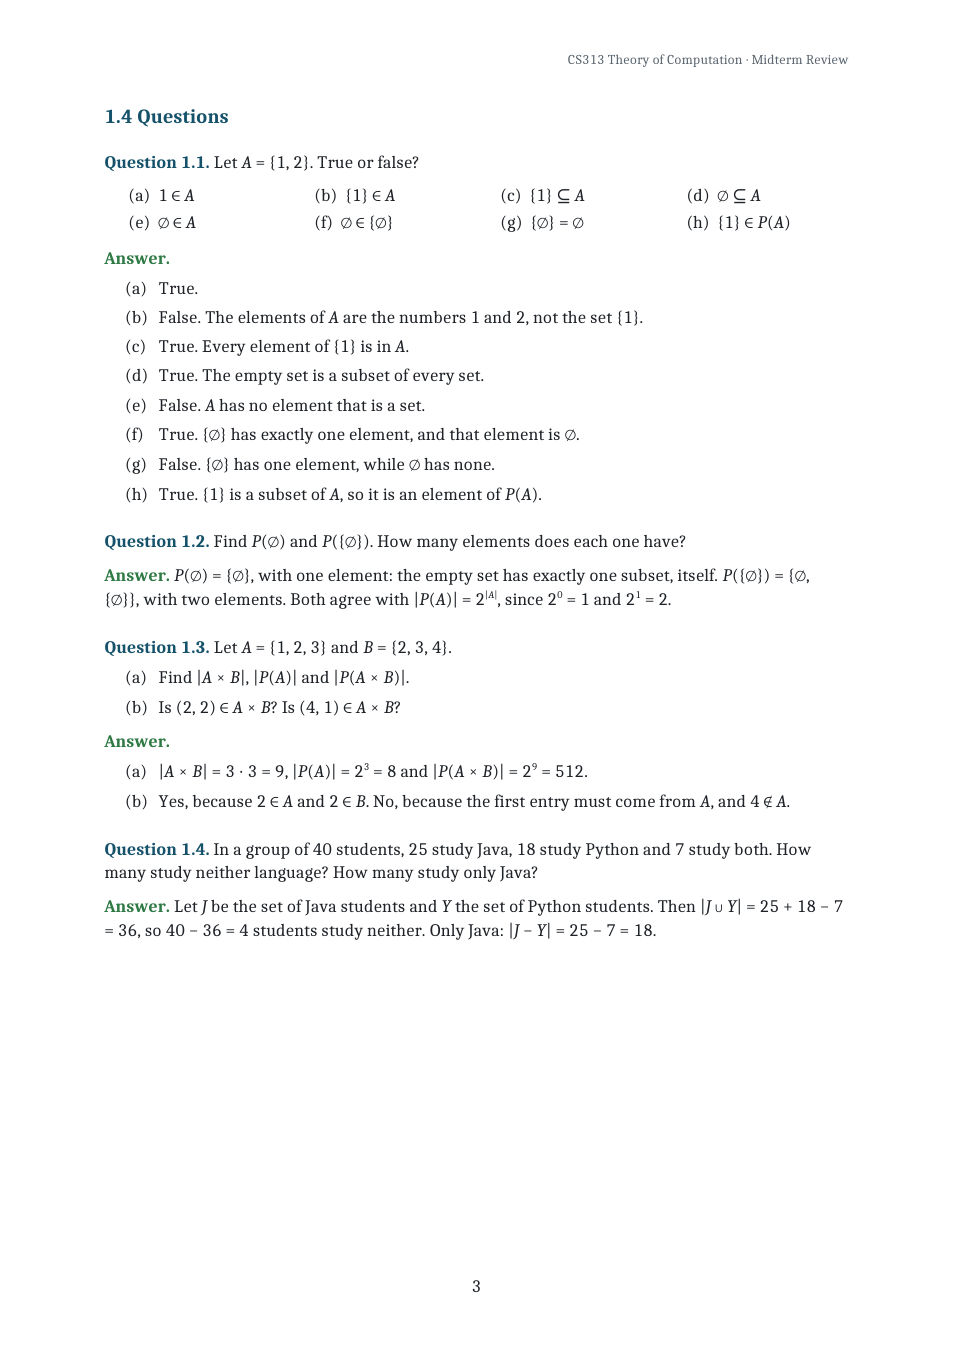 CS313 Theory of Computation · Midterm Review
1.4 Questions
Question 1.1. Let A = {1, 2}. True or false?
(a) 1 ∈ A (b) {1} ∈ A (c) {1} ⊆ A (d) ∅ ⊆ A
(e) ∅ ∈ A (f) ∅ ∈ {∅} (g) {∅} = ∅ (h) {1} ∈ P(A)
Answer.
(a) True.
(b) False. The elements of A are the numbers 1 and 2, not the set {1}.
(c) True. Every element of {1} is in A.
(d) True. The empty set is a subset of every set.
(e) False. A has no element that is a set.
(f) True. {∅} has exactly one element, and that element is ∅.
(g) False. {∅} has one element, while ∅ has none.
(h) True. {1} is a subset of A, so it is an element of P(A).
Question 1.2. Find P(∅) and P({∅}). How many elements does each one have?
Answer. P(∅) = {∅}, with one element: the empty set has exactly one subset, itself. P({∅}) = {∅,
{∅}}, with two elements. Both agree with |P(A)| = 2^|A|, since 2⁰ = 1 and 2¹ = 2.
Question 1.3. Let A = {1, 2, 3} and B = {2, 3, 4}.
(a) Find |A × B|, |P(A)| and |P(A × B)|.
(b) Is (2, 2) ∈ A × B? Is (4, 1) ∈ A × B?
Answer.
(a) |A × B| = 3 · 3 = 9, |P(A)| = 2³ = 8 and |P(A × B)| = 2⁹ = 512.
(b) Yes, because 2 ∈ A and 2 ∈ B. No, because the first entry must come from A, and 4 ∉ A.
Question 1.4. In a group of 40 students, 25 study Java, 18 study Python and 7 study both. How
many study neither language? How many study only Java?
Answer. Let J be the set of Java students and Y the set of Python students. Then |J ∪ Y| = 25 + 18 − 7
= 36, so 40 − 36 = 4 students study neither. Only Java: |J − Y| = 25 − 7 = 18.
3